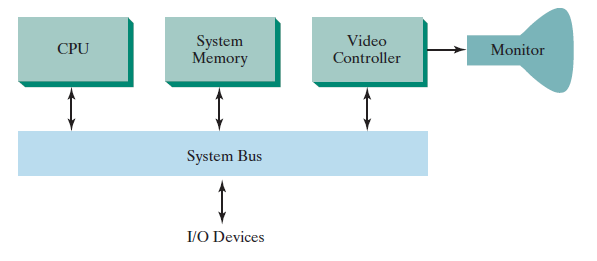 CPU
System
Memory
Video
Controller
Monitor
System Bus
I/O Devices